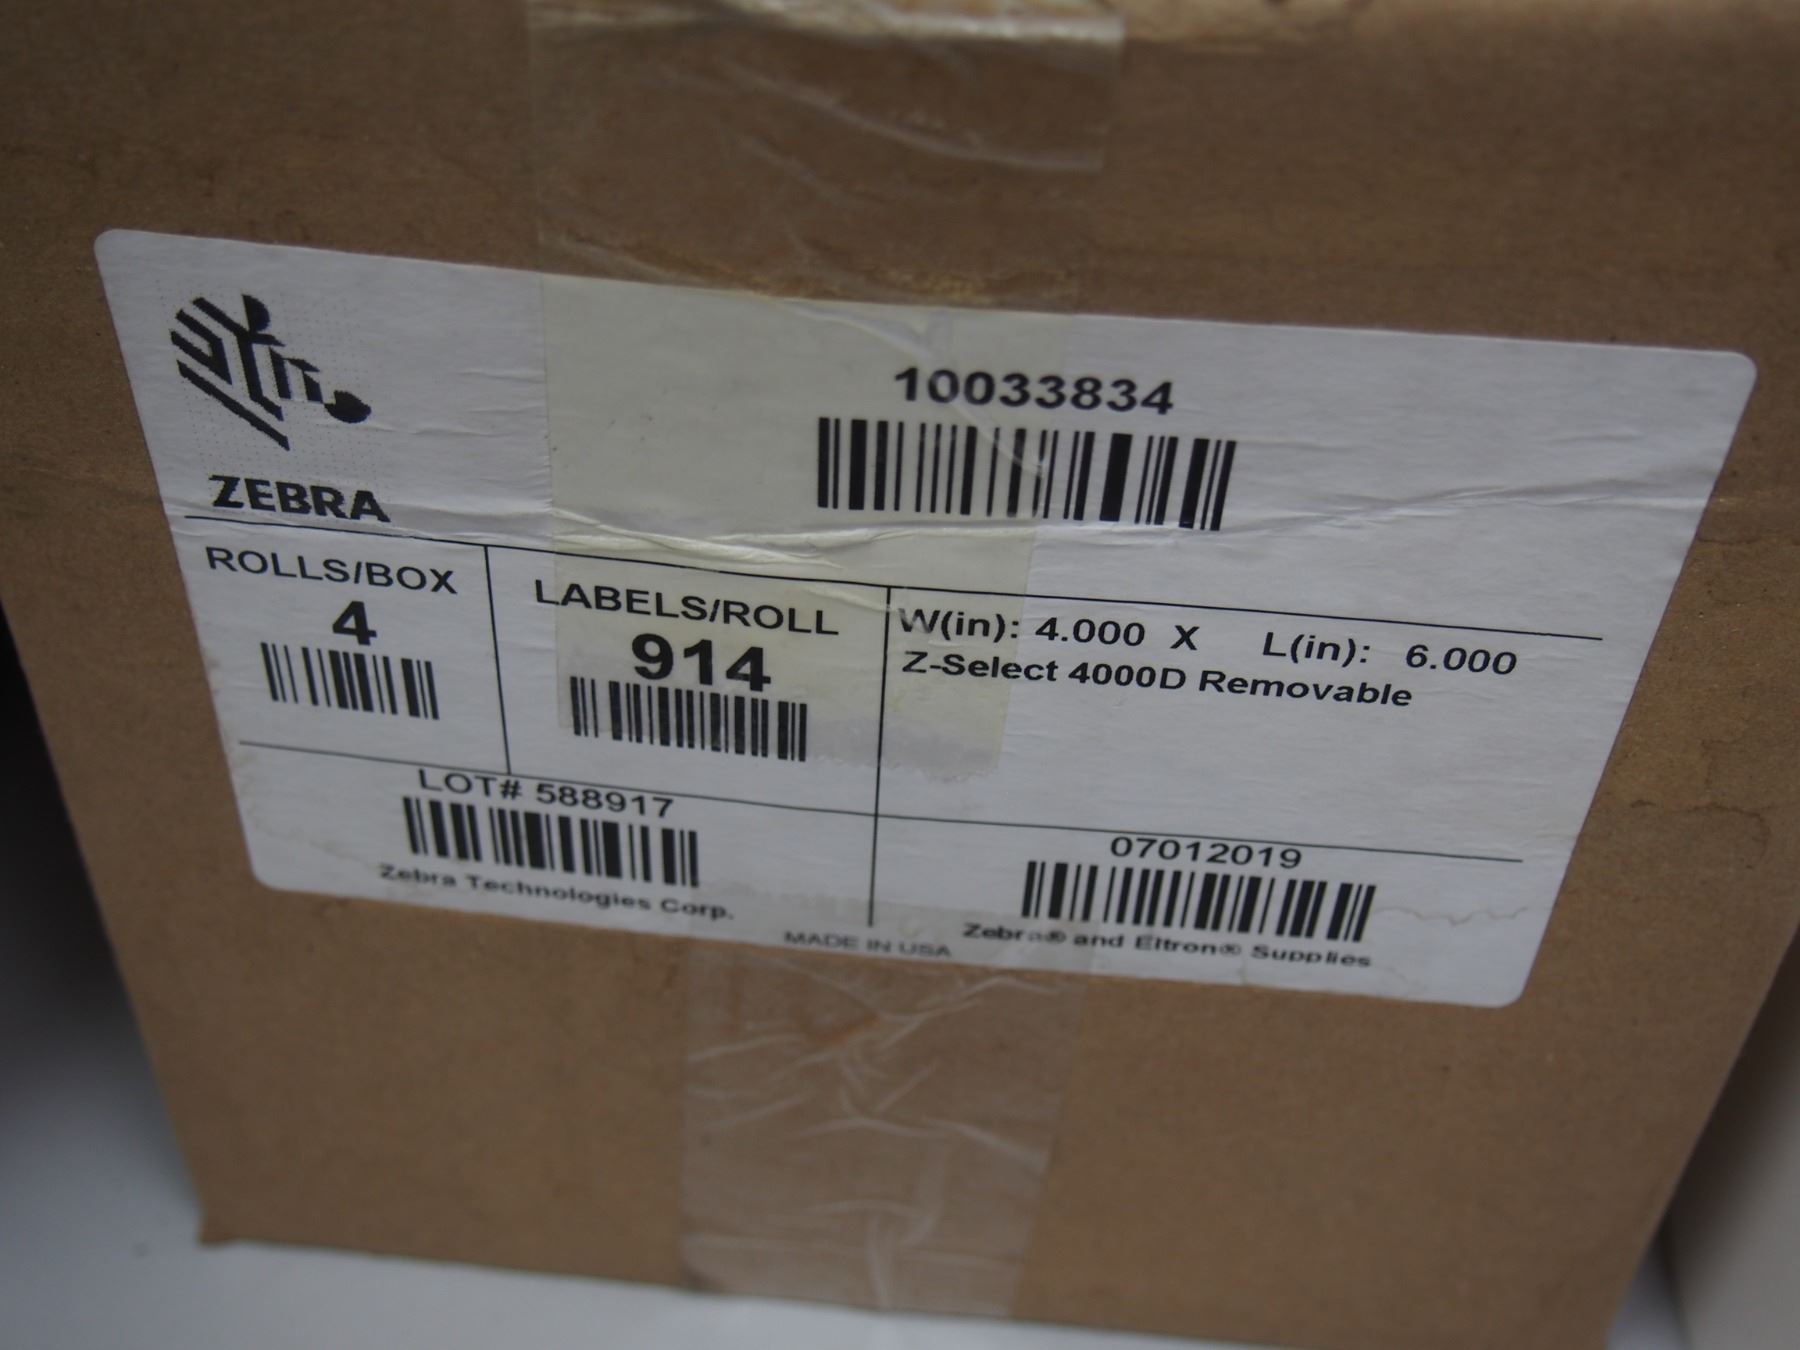 10033834
ZEBRA
ROLLS/BOX
4
LABELS/ROLL
914
W(in): 4.000 X L(in): 6.000
Z-Select 4000D Removable
LOT# 588917
Zebra Technologies Corp.
07012019
Zebra® and Eltron® Supplies
MADE IN USA